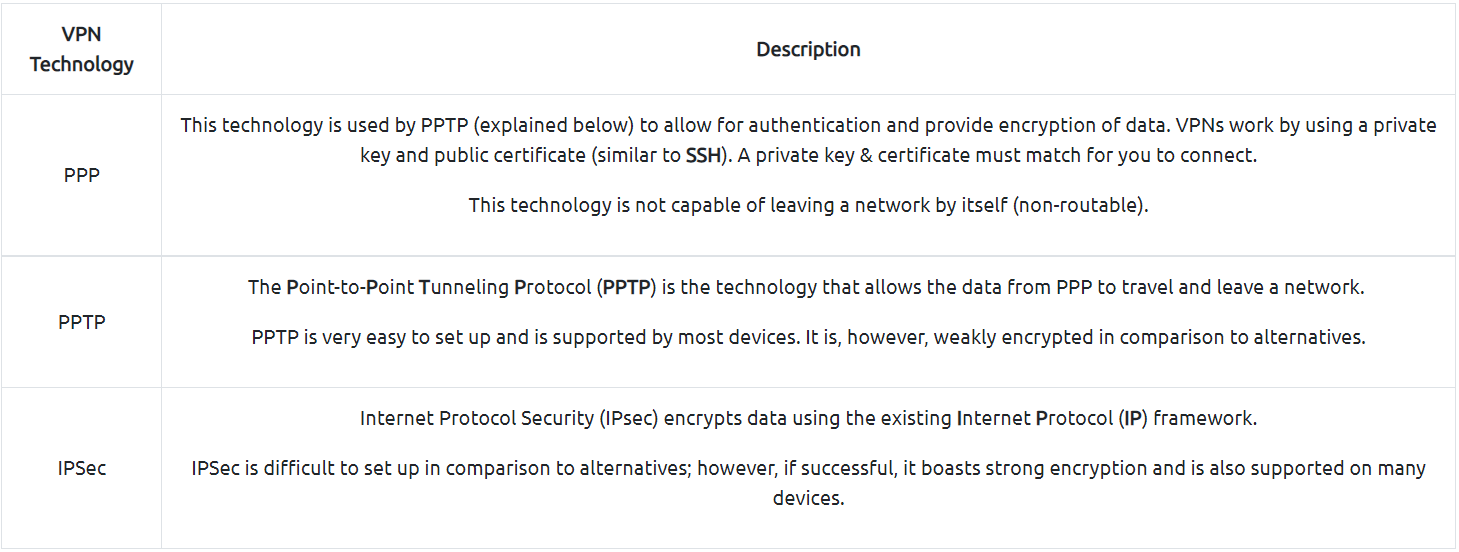 VPN
Technology
Description
PPP
This technology is used by PPTP (explained below) to allow for authentication and provide encryption of data. VPNs work by using a private
key and public certificate (similar to SSH). A private key & certificate must match for you to connect.
This technology is not capable of leaving a network by itself (non-routable).
PPTP
The Point-to-Point Tunneling Protocol (PPTP) is the technology that allows the data from PPP to travel and leave a network.
PPTP is very easy to set up and is supported by most devices. It is, however, weakly encrypted in comparison to alternatives.
IPSec
Internet Protocol Security (IPsec) encrypts data using the existing Internet Protocol (IP) framework.
IPSec is difficult to set up in comparison to alternatives; however, if successful, it boasts strong encryption and is also supported on many
devices.